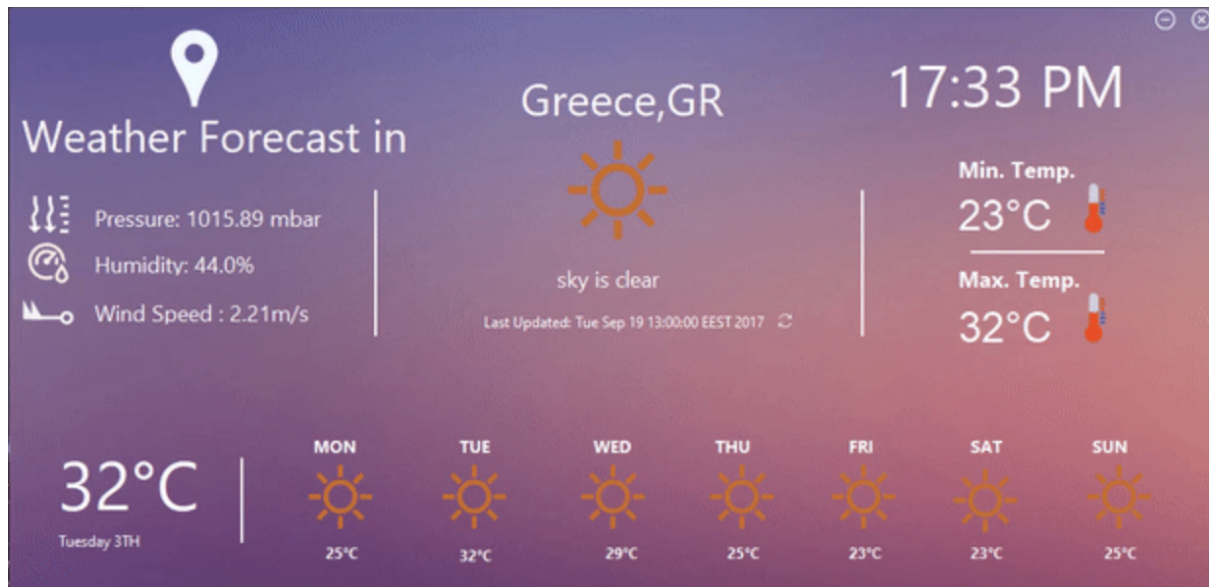 Weather Forecast in
Greece,GR
17:33 PM
Pressure: 1015.89 mbar
Humidity: 44.0%
Wind Speed : 2.21m/s
sky is clear
Last Updated: Tue Sep 19 13:00:00 EEST 2017
Min. Temp.
23°C
Max. Temp.
32°C
32°C
Tuesday 3TH
MON TUE WED THU FRI SAT SUN
25°C 32°C 29°C 25°C 23°C 23°C 25°C